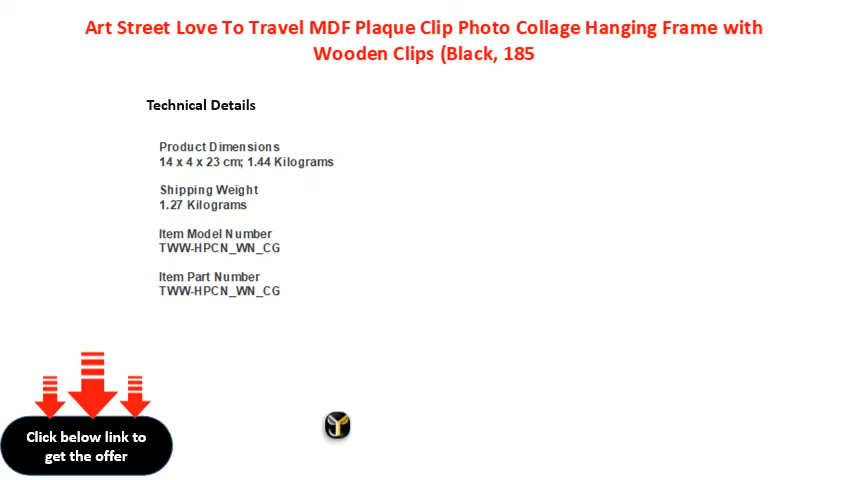 Art Street Love To Travel MDF Plaque Clip Photo Collage Hanging Frame with
Wooden Clips (Black, 185
Technical Details
Product Dimensions
14 x 4 x 23 cm; 1.44 Kilograms
Shipping Weight
1.27 Kilograms
Item Model Number
TWW-HPCN_WN_CG
Item Part Number
TWW-HPCN_WN_CG
Click below link to
get the offer